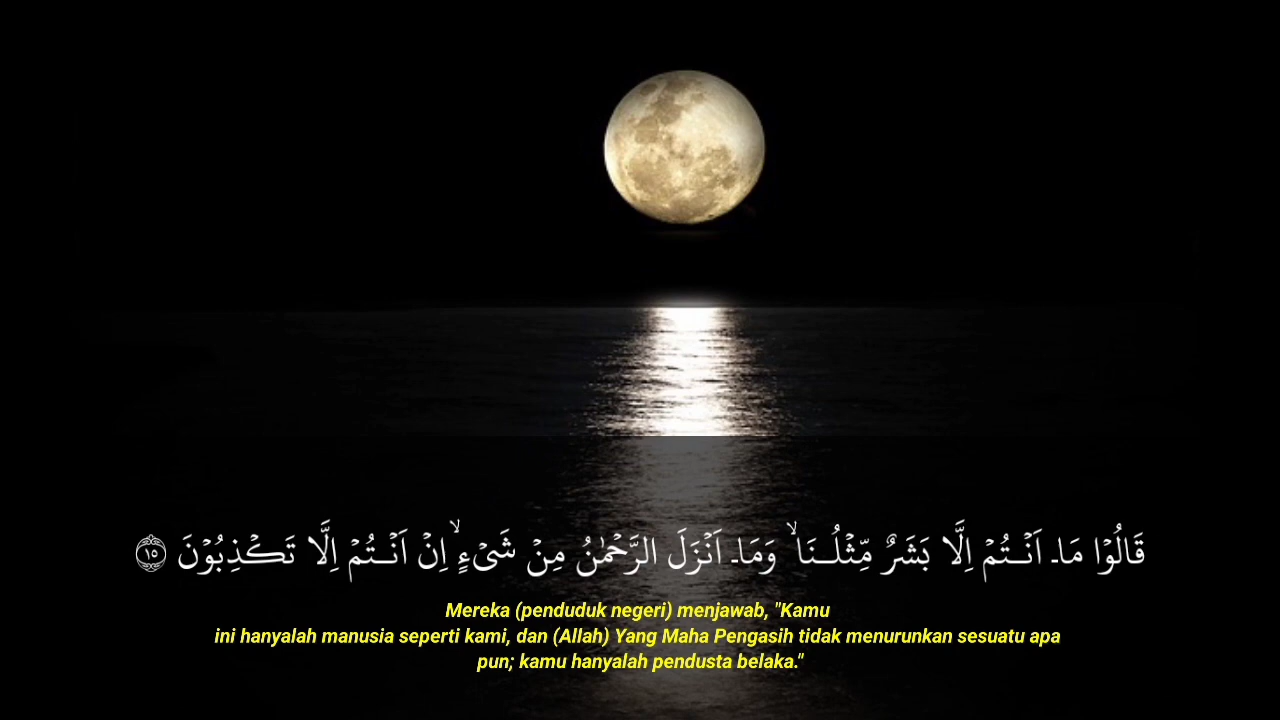 قَالُوْا مَاۤ اَنْـتُمْ اِلَّا بَشَرٌ مِّثْلُـنَا ۙ وَمَاۤ اَنْزَلَ الرَّحْمٰنُ مِنْ شَىْءٍ ۙ اِنْ اَنْـتُمْ اِلَّا تَكْذِبُوْنَ ١٥
Mereka (penduduk negeri) menjawab, "Kamu
ini hanyalah manusia seperti kami, dan (Allah) Yang Maha Pengasih tidak menurunkan sesuatu apa
pun; kamu hanyalah pendusta belaka."